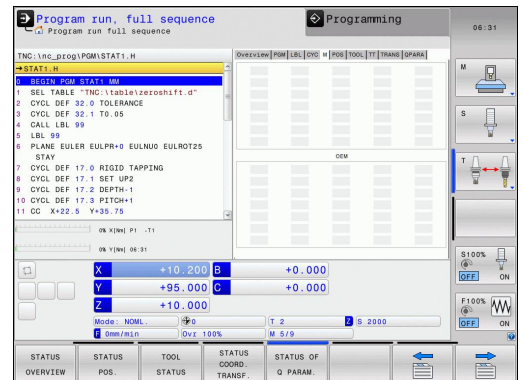 Program run, full sequence
Programming
Program run full sequence
06:31
TNC:\nc_prog\PGM\STAT1.H
Overview PGM LBL CYC M POS TOOL TT TRANS QPARA
→STAT1.H
0 BEGIN PGM STAT1 MM
1 SEL TABLE "TNC:\table\zeroshift.d"
2 CYCL DEF 32.0 TOLERANCE
3 CYCL DEF 32.1 T0.05
4 CALL LBL 99
5 LBL 99
6 PLANE EULER EULPR+0 EULNU0 EULROT25
STAY
7 CYCL DEF 17.0 RIGID TAPPING
8 CYCL DEF 17.1 SET UP2
9 CYCL DEF 17.2 DEPTH-1
10 CYCL DEF 17.3 PITCH+1
11 CC X+22.5 Y+35.75
OEM
0% X[Nm] P1 -T1
0% Y[Nm] 06:31
X +10.200 B +0.000
Y +95.000 C +0.000
Z +10.000
Mode: NOML. 0 T 2 Z S 2000
F 0mm/min Ovr 100% M 5/9
M
S
T
S100%
OFF ON
F100%
OFF ON
STATUS OVERVIEW
STATUS POS.
TOOL STATUS
STATUS COORD. TRANSF.
STATUS OF Q PARAM.